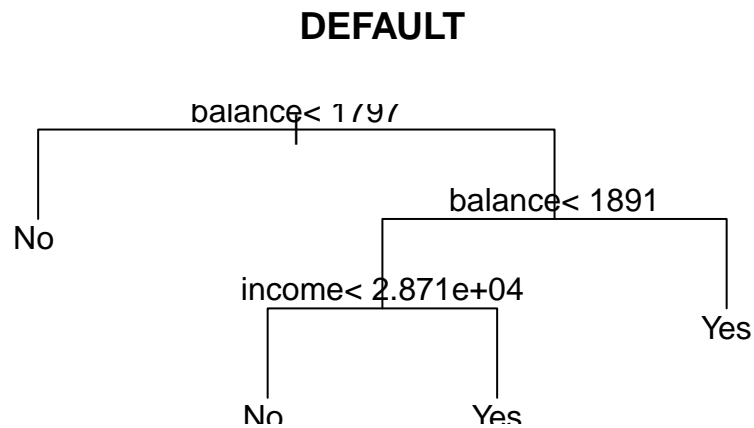 DEFAULT
balance< 1797
balance< 1891
No
income< 2.871e+04
Yes
No
Yes